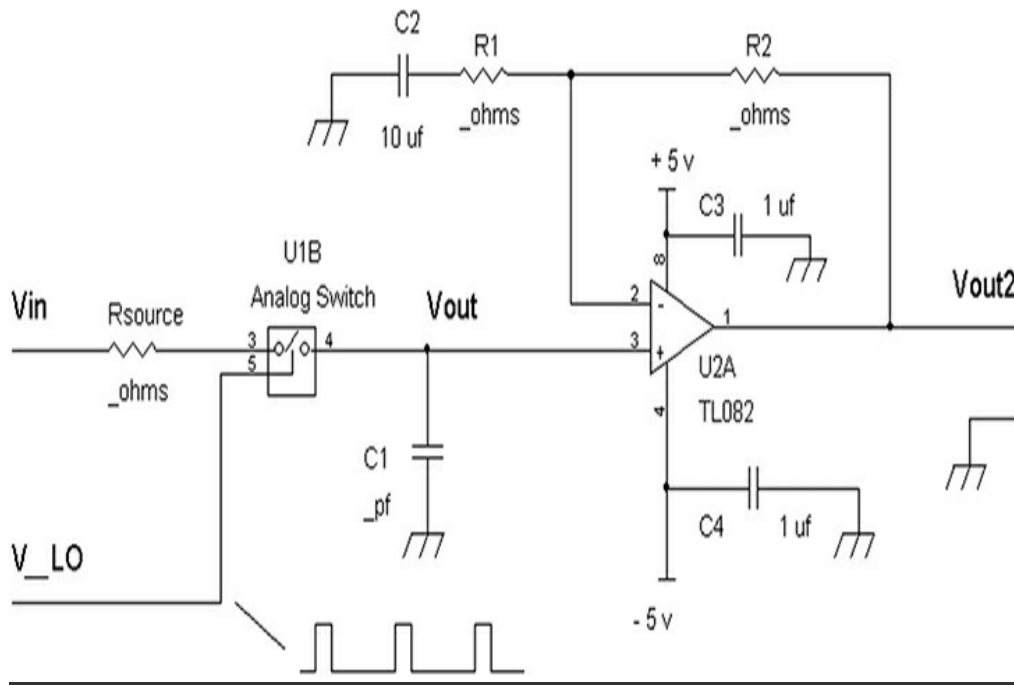 C2
R1
R2
_ohms
_ohms
10 uf
+ 5 v
C3
1 uf
U1B
8
Analog Switch
Vin
Vout
Vout2
Rsource
2
-
1
3
4
3
+
5
U2A
_ohms
TL082
4
C1
_pf
C4
1 uf
V__LO
- 5 v